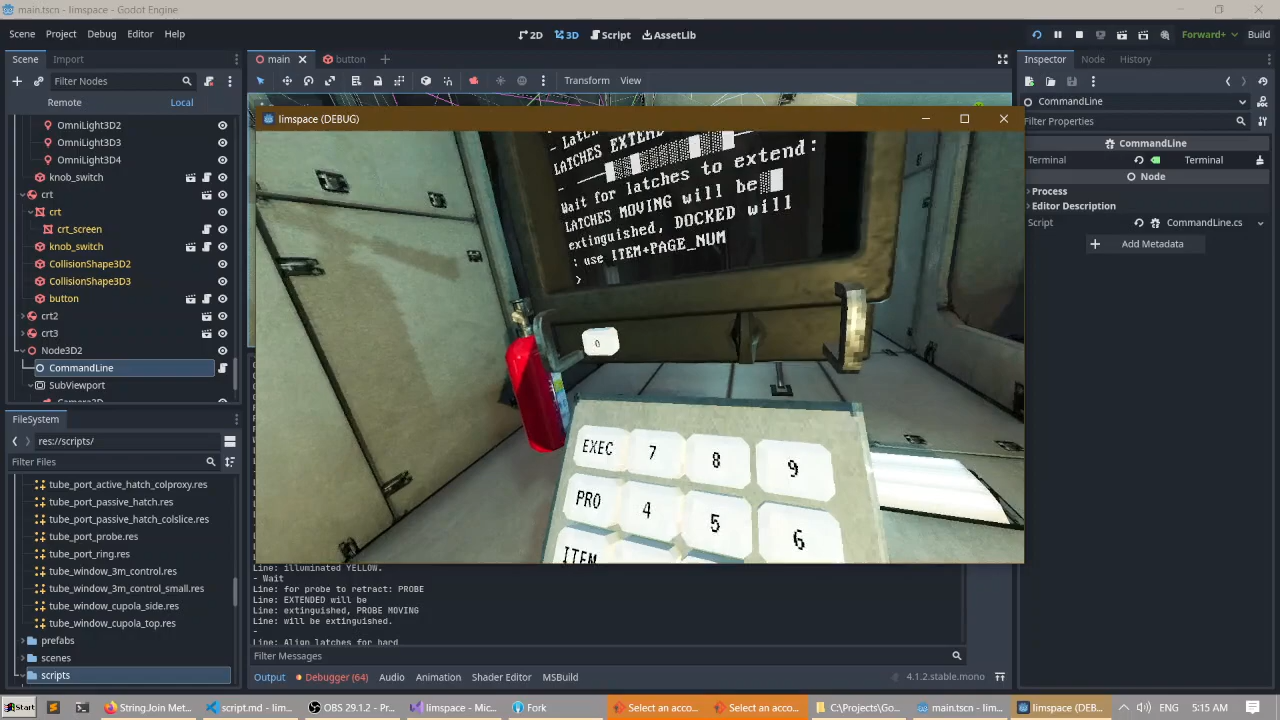 main.tscn - limspace - Godot Engine
Scene Project Debug Editor Help
2D 3D Script AssetLib
Forward+ Build
Scene Import
main button
Inspector Node History
Filter Nodes
Transform View
Remote Local
CommandLine
Filter Properties
CommandLine
Terminal Terminal
Node
Process
Editor Description
Script CommandLine.cs
Add Metadata
OmniLight3D2
OmniLight3D3
OmniLight3D4
knob_switch
crt
crt
crt_screen
knob_switch
CollisionShape3D2
CollisionShape3D3
button
crt2
crt3
Node3D2
CommandLine
SubViewport
Camera3D
limspace (DEBUG)
LATCHES EXTEND
Wait for latches to extend:
LATCHES MOVING will be
extinguished, DOCKED will
: use ITEM+PAGE_NUM
>
0
EXEC 7 8 9
PRO 4 5 6
ITEM
FileSystem
res://scripts/
Filter Files
tube_port_active_hatch_colproxy.res
tube_port_passive_hatch.res
tube_port_passive_hatch_colslice.res
tube_port_probe.res
tube_port_ring.res
tube_window_3m_control.res
tube_window_3m_control_small.res
tube_window_cupola_side.res
tube_window_cupola_top.res
prefabs
scenes
scripts
Line: illuminated YELLOW.
- Wait
Line: for probe to retract: PROBE
Line: EXTENDED will be
Line: extinguished, PROBE MOVING
Line: will be extinguished.
-
Line: Align latches for hard
Filter Messages
Output Debugger (64) Audio Animation Shader Editor MSBuild
4.1.2.stable.mono
Start
String.Join Met...
script.md - lim...
OBS 29.1.2 - Pr...
limspace - Mic...
Fork
Select an acco...
Select an acco...
C:\Projects\Go...
main.tscn - lim...
limspace (DEB...
ENG 5:15 AM